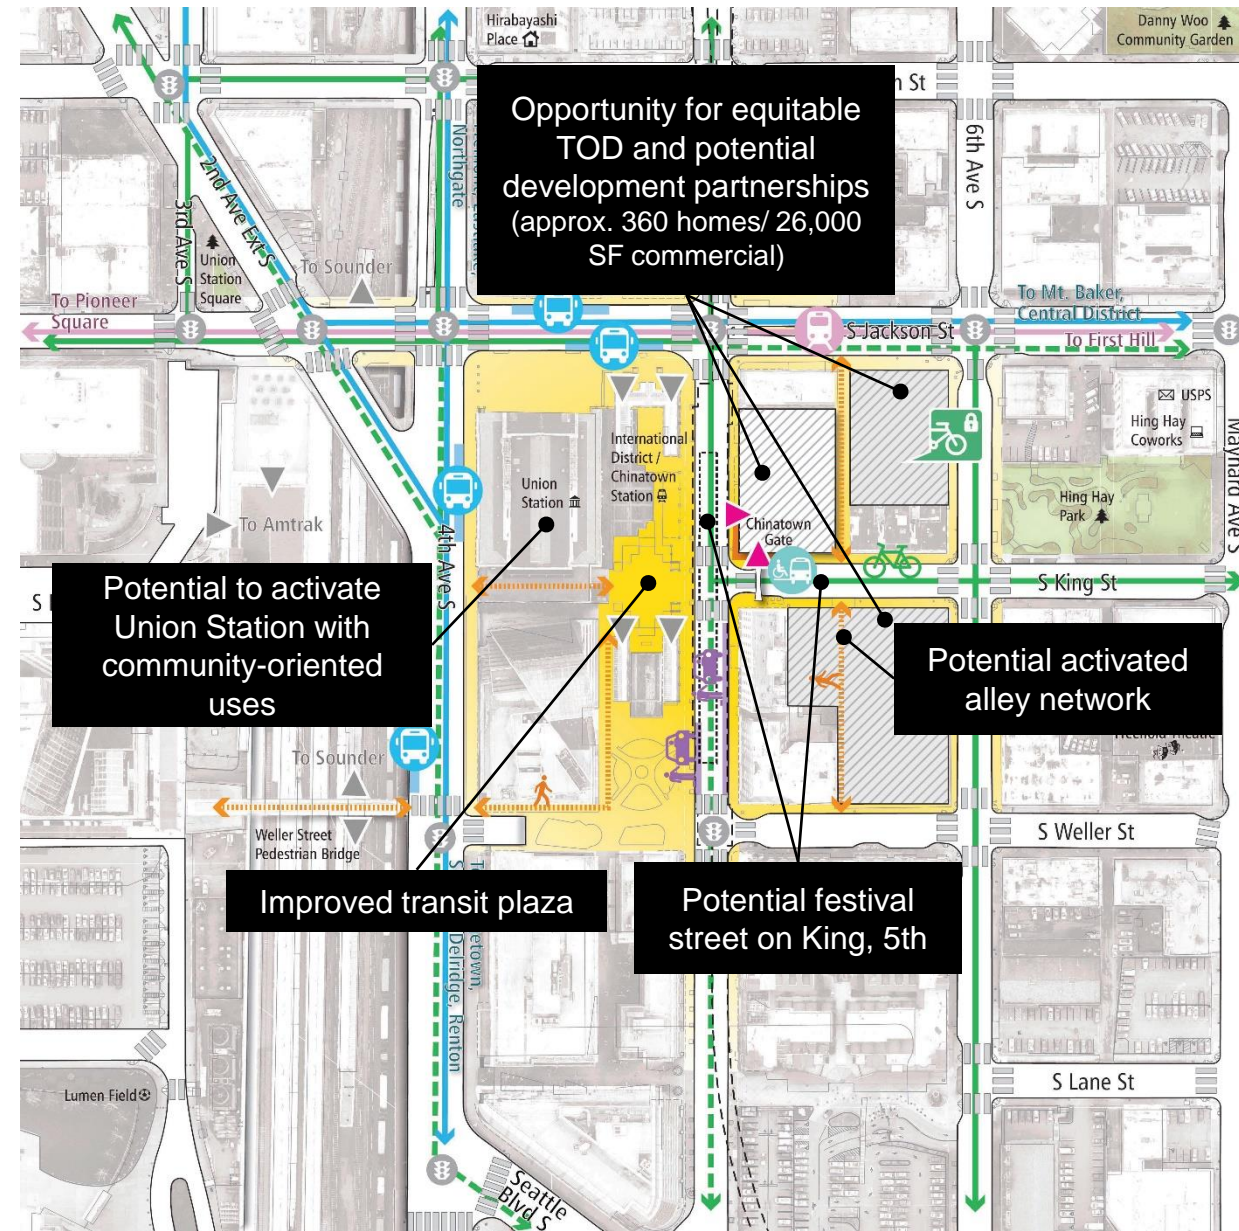 Hirabayashi
Place
Danny Woo
Community Garden
Opportunity for equitable
TOD and potential
development partnerships
(approx. 360 homes/ 26,000
SF commercial)
St
6th Ave S
Northgate
2nd Ave Ext S
3rd Ave S
Union
Station
Square
To Sounder
To Pioneer
Square
To Mt. Baker,
Central District
S Jackson St
To First Hill
USPS
Hing Hay
Coworks
Maynard Ave S
International
District /
Chinatown
Station
Union
Station
Hing Hay
Park
Chinatown
Gate
To Amtrak
4th Ave S
S King St
S
Potential to activate
Union Station with
community-oriented
uses
Potential activated
alley network
To Sounder
Weller Street
Pedestrian Bridge
S Weller St
Improved transit plaza
Potential festival
street on King, 5th
Delridge, Renton
S Lane St
Lumen Field
Seattle
Blvd S